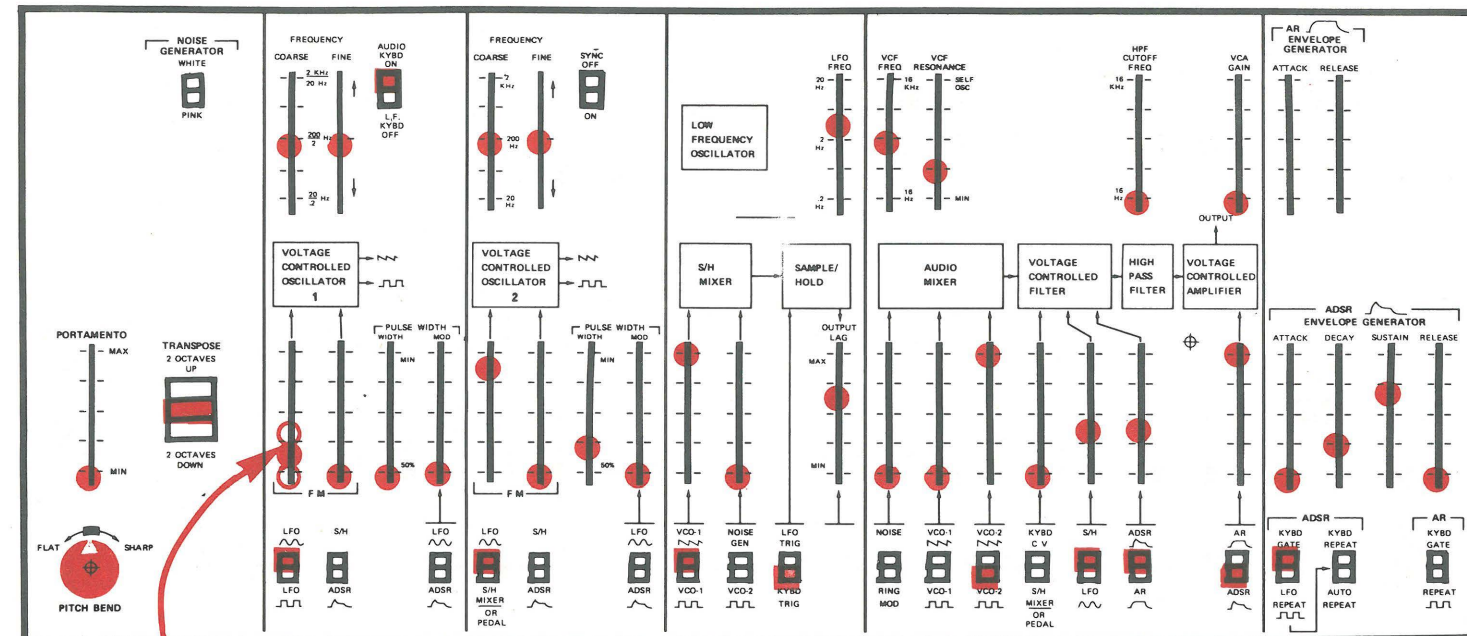 NOISE
GENERATOR
WHITE
PINK
PORTAMENTO
MAX
MIN
TRANSPOSE
2 OCTAVES
UP
2 OCTAVES
DOWN
FLAT
SHARP
PITCH BEND
FREQUENCY
COARSE
FINE
2 KHz
20 Hz
200 Hz
2
20 Hz
.2
AUDIO
KYBD
ON
L.F.
KYBD
OFF
VOLTAGE
CONTROLLED
OSCILLATOR
1
PULSE WIDTH
WIDTH
MOD
MIN
50%
FM
LFO
S/H
LFO
LFO
ADSR
ADSR
FREQUENCY
COARSE
FINE
2
KHz
200
Hz
20
Hz
SYNC
OFF
ON
VOLTAGE
CONTROLLED
OSCILLATOR
2
PULSE WIDTH
WIDTH
MOD
MIN
50%
FM
LFO
S/H
LFO
S/H
MIXER
OR
PEDAL
ADSR
ADSR
LOW
FREQUENCY
OSCILLATOR
LFO
FREQ
20
Hz
2
Hz
.2
Hz
S/H
MIXER
SAMPLE/
HOLD
OUTPUT
LAG
MAX
MIN
VCO-1
NOISE
GEN
LFO
TRIG
VCO-1
VCO-2
KYBD
TRIG
VCF
FREQ
16
KHz
16
Hz
VCF
RESONANCE
SELF
OSC
MIN
HPF
CUTOFF
FREQ
16
KHz
16
Hz
VCA
GAIN
OUTPUT
AUDIO
MIXER
VOLTAGE
CONTROLLED
FILTER
HIGH
PASS
FILTER
VOLTAGE
CONTROLLED
AMPLIFIER
NOISE
VCO-1
VCO-2
KYBD
C V
S/H
ADSR
AR
RING
MOD
VCO-1
VCO-2
S/H
MIXER
OR
PEDAL
LFO
AR
ADSR
AR
ENVELOPE
GENERATOR
ATTACK
RELEASE
ADSR
ENVELOPE GENERATOR
ATTACK
DECAY
SUSTAIN
RELEASE
ADSR
KYBD
GATE
KYBD
REPEAT
LFO
REPEAT
AUTO
REPEAT
AR
KYBD
GATE
REPEAT